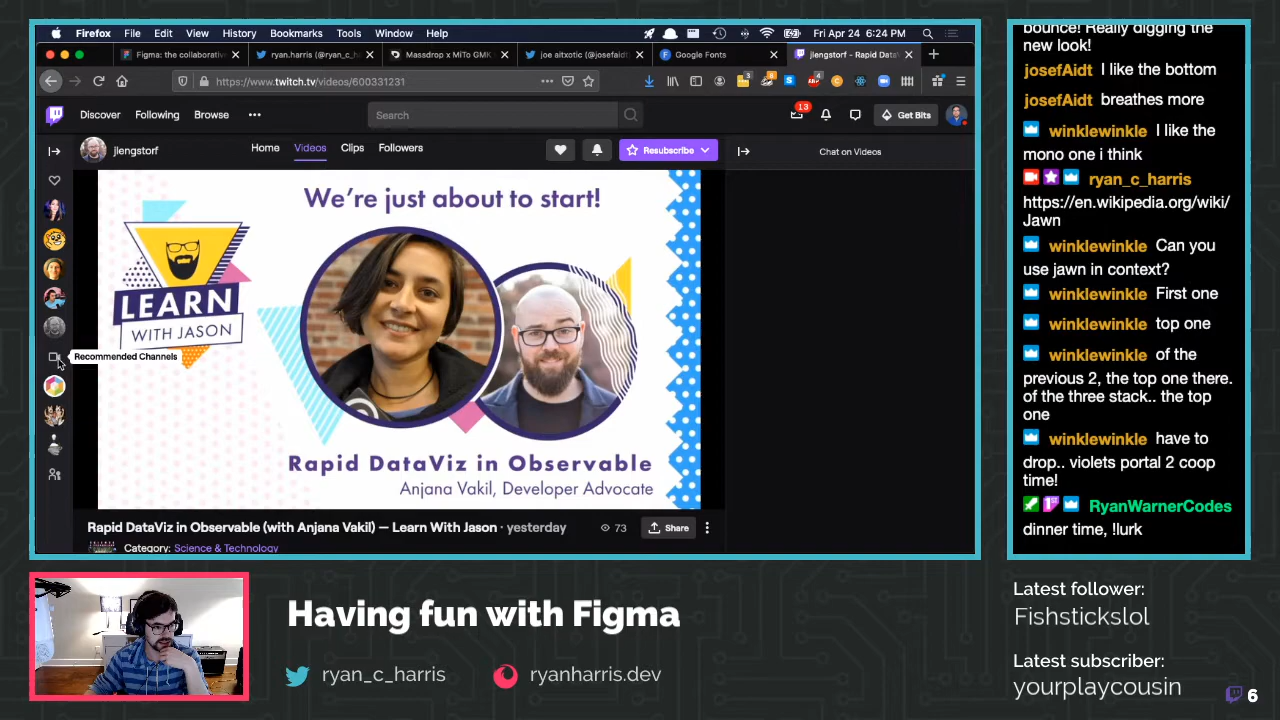 Firefox File Edit View History Bookmarks Tools Window Help
Fri Apr 24 6:24 PM
Figma: the collaborative
ryan.harris (@ryan_c_h
Massdrop x MiTo GMK
joe aitxotic (@josefaidt
Google Fonts
jlengstorf - Rapid Data
https://www.twitch.tv/videos/600331231
Discover Following Browse
Search
13
Get Bits
jlengstorf
Home Videos Clips Followers
Resubscribe
Chat on Videos
We're just about to start!
LEARN
WITH JASON
Recommended Channels
Rapid DataViz in Observable
Anjana Vakil, Developer Advocate
Rapid DataViz in Observable (with Anjana Vakil) — Learn With Jason · yesterday
73
Share
Category: Science & Technology
bounce! Really digging the
new look!
josefAidt I like the bottom
josefAidt breathes more
winklewinkle I like the
mono one i think
ryan_c_harris
https://en.wikipedia.org/wiki/
Jawn
winklewinkle Can you
use jawn in context?
winklewinkle First one
winklewinkle top one
winklewinkle of the
previous 2, the top one there.
of the three stack.. the top
one
winklewinkle have to
drop.. violets portal 2 coop
time!
RyanWarnerCodes
dinner time, !lurk
Having fun with Figma
ryan_c_harris
ryanharris.dev
Latest follower:
Fishstickslol
Latest subscriber:
yourplaycousin
6